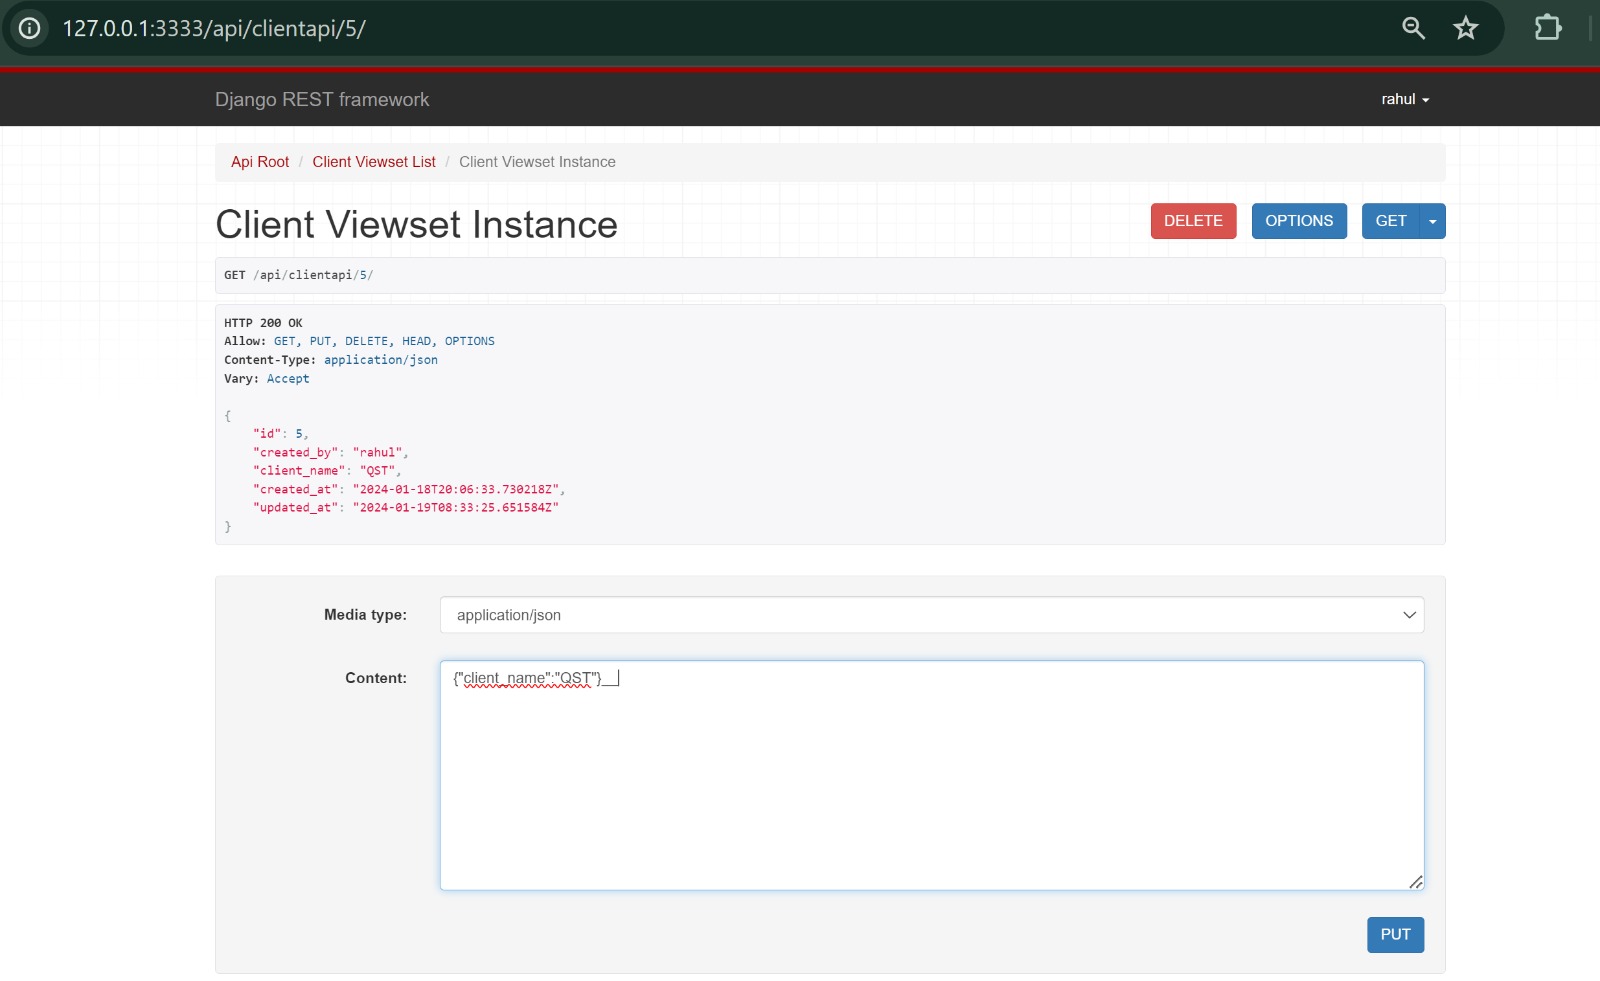 127.0.0.1:3333/api/clientapi/5/
Django REST framework
rahul
Api Root / Client Viewset List / Client Viewset Instance
Client Viewset Instance
DELETE
OPTIONS
GET
GET /api/clientapi/5/
HTTP 200 OK
Allow: GET, PUT, DELETE, HEAD, OPTIONS
Content-Type: application/json
Vary: Accept
{
    "id": 5,
    "created_by": "rahul",
    "client_name": "QST",
    "created_at": "2024-01-18T20:06:33.730218Z",
    "updated_at": "2024-01-19T08:33:25.651584Z"
}
Media type:
application/json
Content:
{"client_name":"QST"}__
PUT